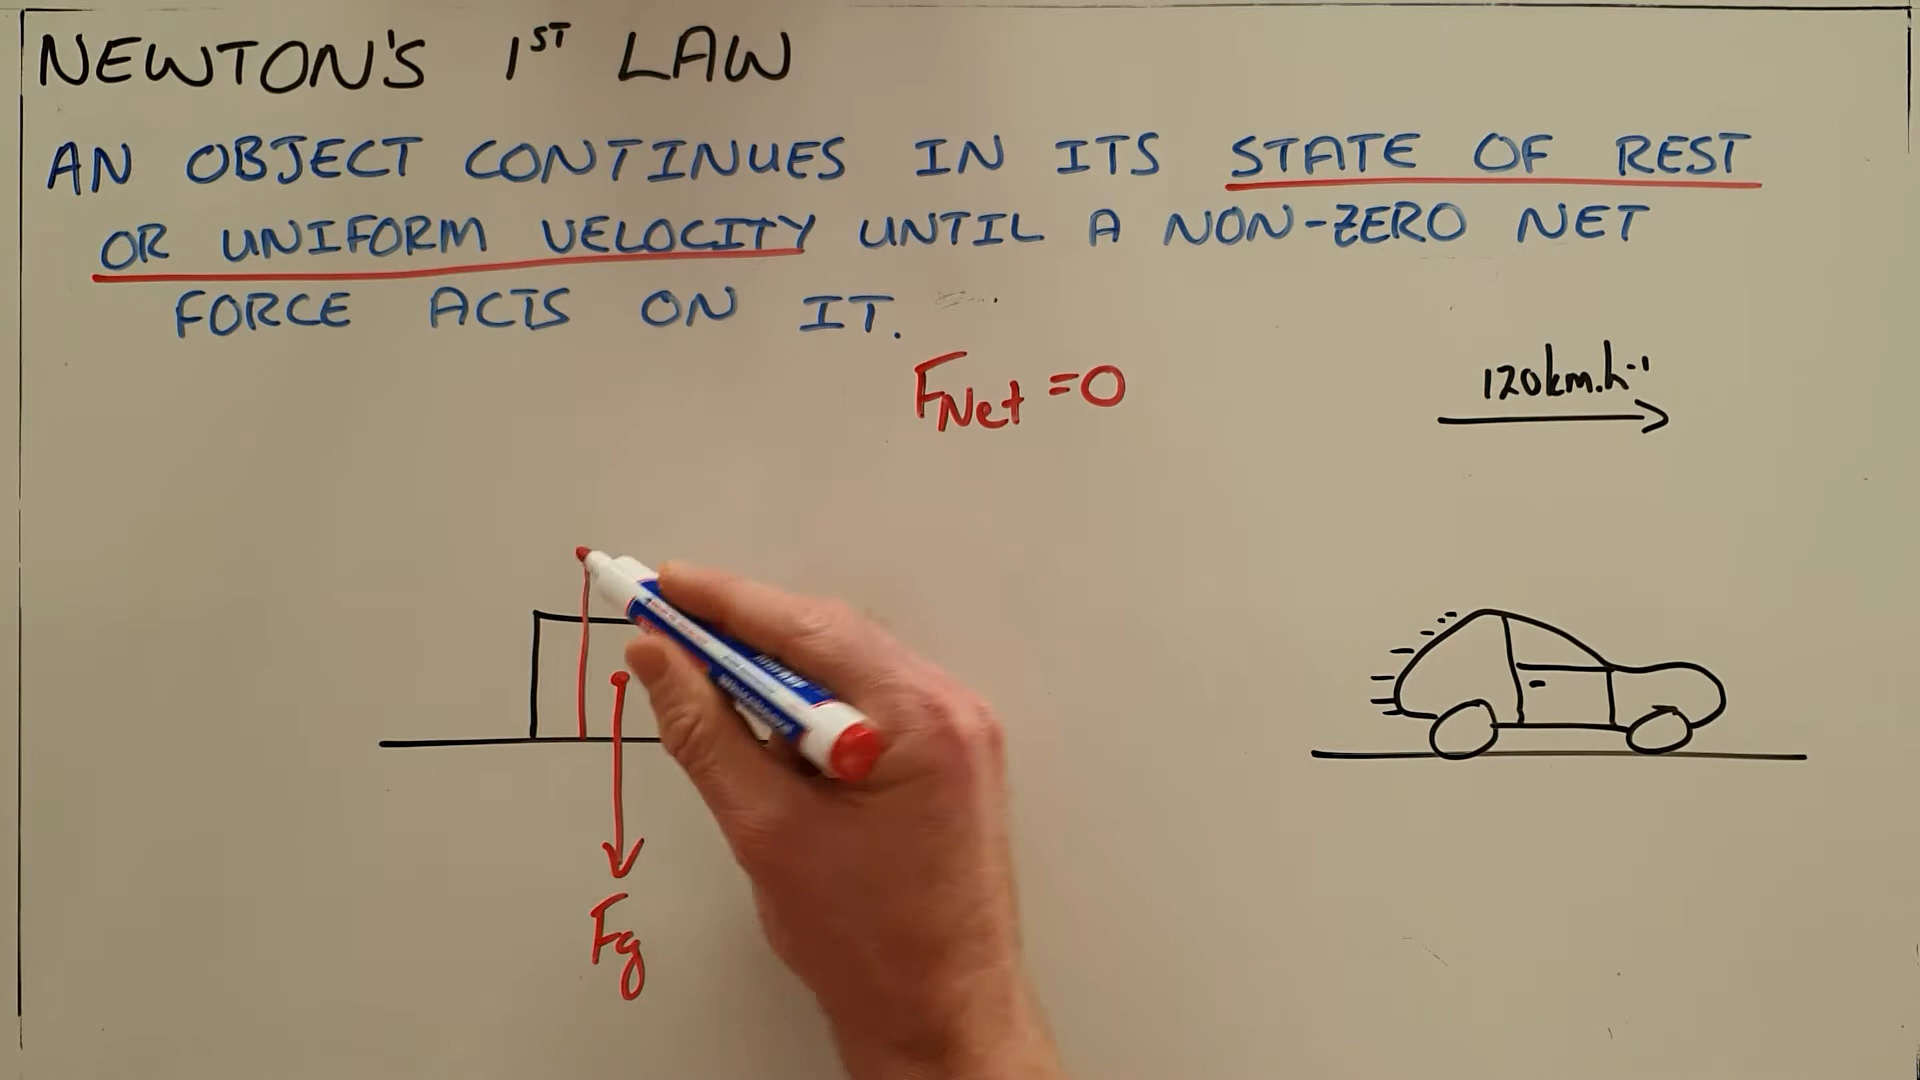 NEWTON'S 1ST LAW
AN OBJECT CONTINUES IN ITS STATE OF REST
OR UNIFORM VELOCITY UNTIL A NON-ZERO NET
FORCE ACTS ON IT.
FNet = 0
120km.h-1
Fg